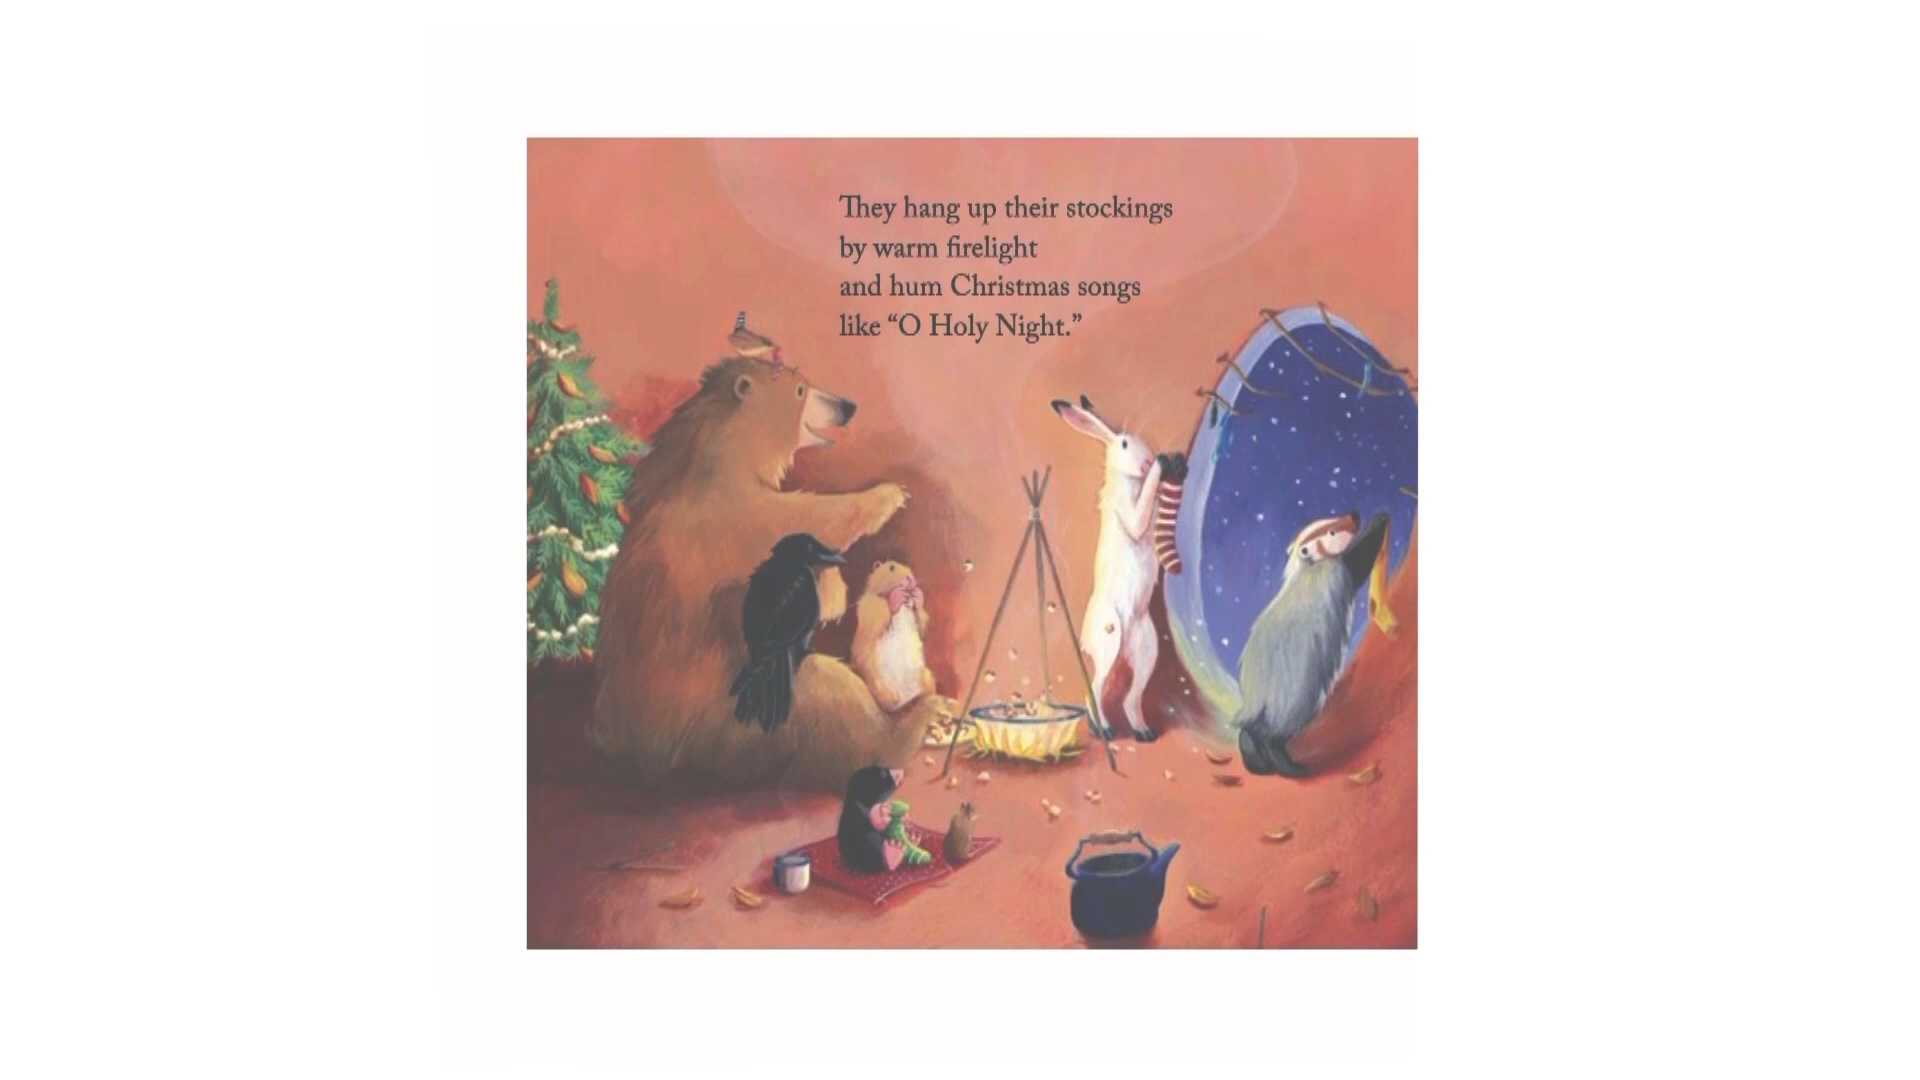 They hang up their stockings
by warm firelight
and hum Christmas songs
like “O Holy Night.”